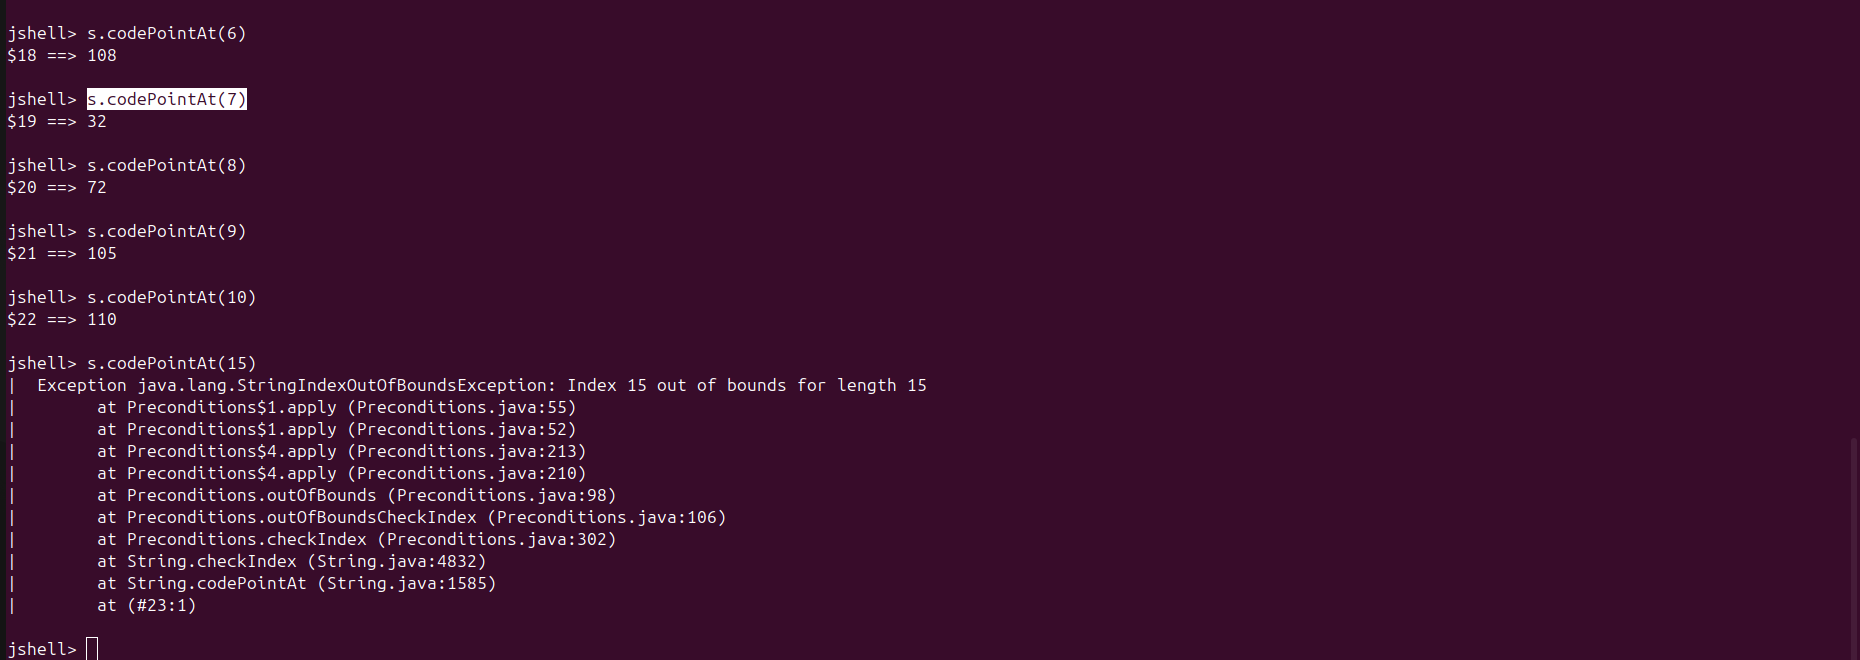 jshell> s.codePointAt(6)
$18 ==> 108
jshell> s.codePointAt(7)
$19 ==> 32
jshell> s.codePointAt(8)
$20 ==> 72
jshell> s.codePointAt(9)
$21 ==> 105
jshell> s.codePointAt(10)
$22 ==> 110
jshell> s.codePointAt(15)
|  Exception java.lang.StringIndexOutOfBoundsException: Index 15 out of bounds for length 15
|        at Preconditions$1.apply (Preconditions.java:55)
|        at Preconditions$1.apply (Preconditions.java:52)
|        at Preconditions$4.apply (Preconditions.java:213)
|        at Preconditions$4.apply (Preconditions.java:210)
|        at Preconditions.outOfBounds (Preconditions.java:98)
|        at Preconditions.outOfBoundsCheckIndex (Preconditions.java:106)
|        at Preconditions.checkIndex (Preconditions.java:302)
|        at String.checkIndex (String.java:4832)
|        at String.codePointAt (String.java:1585)
|        at (#23:1)
jshell>